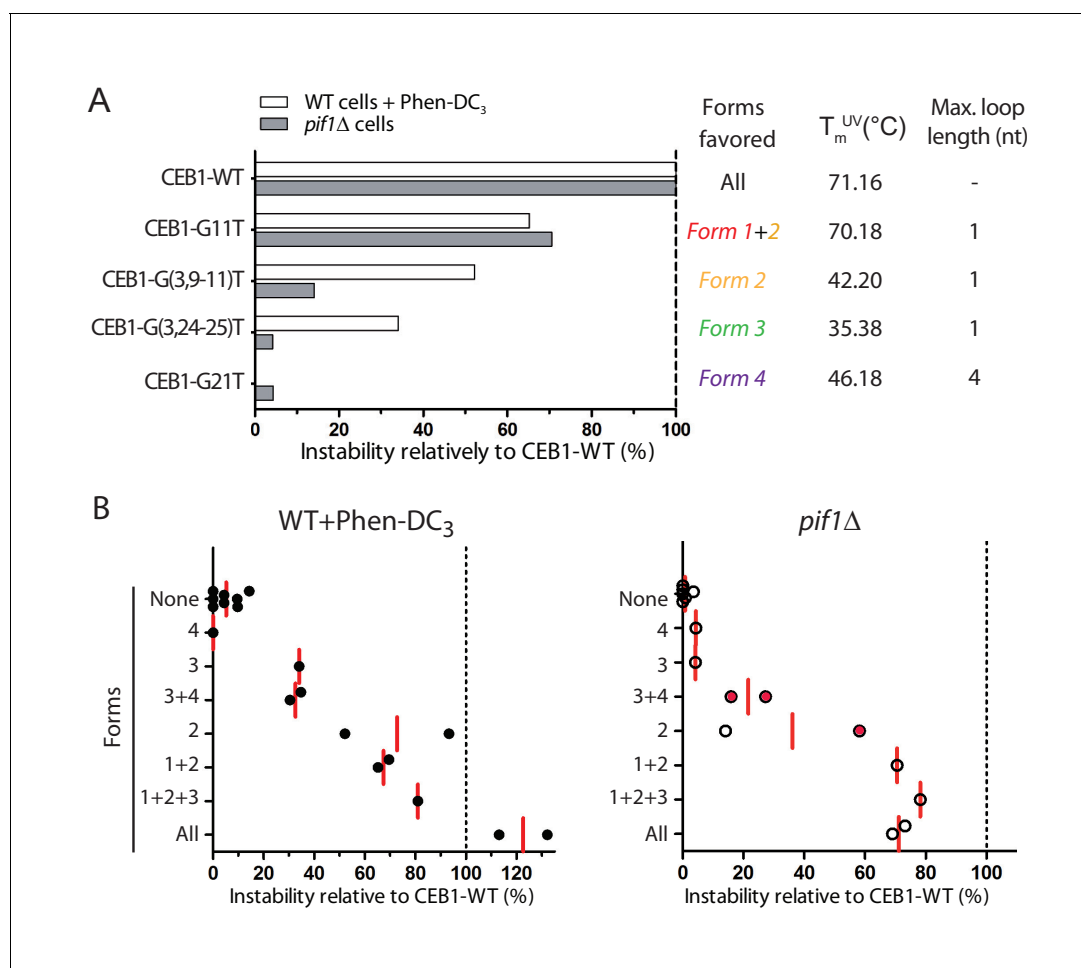 A
WT cells + Phen-DC3
pif1Δ cells
Forms favored
TmUV(°C)
Max. loop length (nt)
CEB1-WT
All
71.16
-
CEB1-G11T
Form 1+2
70.18
1
CEB1-G(3,9-11)T
Form 2
42.20
1
CEB1-G(3,24-25)T
Form 3
35.38
1
CEB1-G21T
Form 4
46.18
4
0 20 40 60 80 100
Instability relatively to CEB1-WT (%)
B
WT+Phen-DC3
Forms
None
4
3
3+4
2
1+2
1+2+3
All
0 20 40 60 80 100 120
Instability relative to CEB1-WT (%)
pif1Δ
None
4
3
3+4
2
1+2
1+2+3
All
0 20 40 60 80 100
Instability relative to CEB1-WT (%)